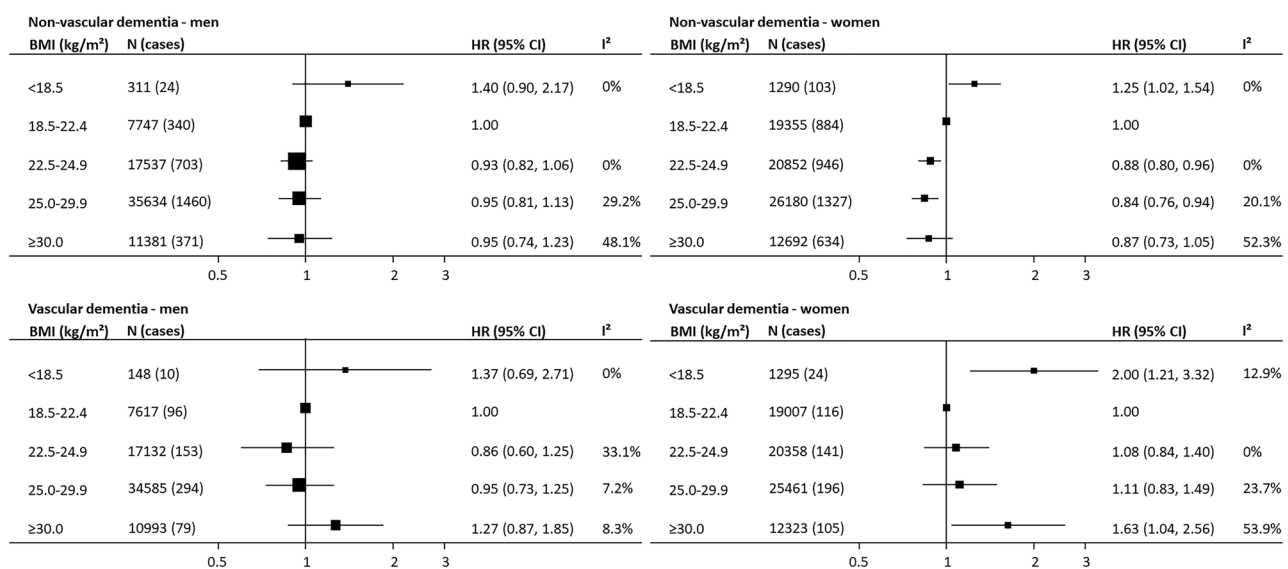 Non-vascular dementia - men
BMI (kg/m²) N (cases) HR (95% CI) I²
<18.5 311 (24) 1.40 (0.90, 2.17) 0%
18.5-22.4 7747 (340) 1.00
22.5-24.9 17537 (703) 0.93 (0.82, 1.06) 0%
25.0-29.9 35634 (1460) 0.95 (0.81, 1.13) 29.2%
≥30.0 11381 (371) 0.95 (0.74, 1.23) 48.1%
0.5 1 2 3
Non-vascular dementia - women
BMI (kg/m²) N (cases) HR (95% CI) I²
<18.5 1290 (103) 1.25 (1.02, 1.54) 0%
18.5-22.4 19355 (884) 1.00
22.5-24.9 20852 (946) 0.88 (0.80, 0.96) 0%
25.0-29.9 26180 (1327) 0.84 (0.76, 0.94) 20.1%
≥30.0 12692 (634) 0.87 (0.73, 1.05) 52.3%
0.5 1 2 3
Vascular dementia - men
BMI (kg/m²) N (cases) HR (95% CI) I²
<18.5 148 (10) 1.37 (0.69, 2.71) 0%
18.5-22.4 7617 (96) 1.00
22.5-24.9 17132 (153) 0.86 (0.60, 1.25) 33.1%
25.0-29.9 34585 (294) 0.95 (0.73, 1.25) 7.2%
≥30.0 10993 (79) 1.27 (0.87, 1.85) 8.3%
0.5 1 2 3
Vascular dementia - women
BMI (kg/m²) N (cases) HR (95% CI) I²
<18.5 1295 (24) 2.00 (1.21, 3.32) 12.9%
18.5-22.4 19007 (116) 1.00
22.5-24.9 20358 (141) 1.08 (0.84, 1.40) 0%
25.0-29.9 25461 (196) 1.11 (0.83, 1.49) 23.7%
≥30.0 12323 (105) 1.63 (1.04, 2.56) 53.9%
0.5 1 2 3